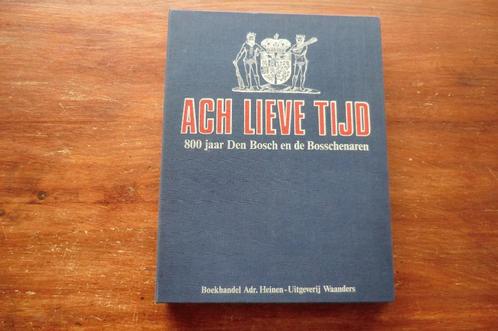 ACH LIEVE TIJD
800 jaar Den Bosch en de Bosschenaren
Boekhandel Adr. Heinen-Uitgeverij Waanders